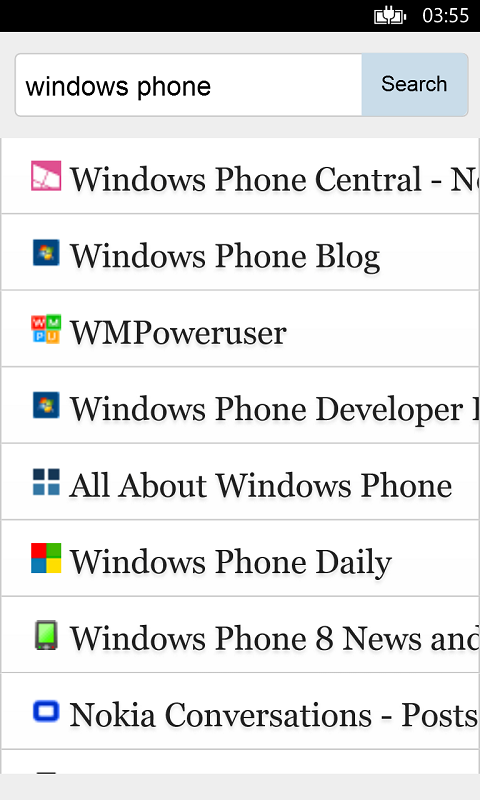 03:55
windows phone
Search
Windows Phone Central -
Windows Phone Blog
WMPoweruser
Windows Phone Developer
All About Windows Phone
Windows Phone Daily
Windows Phone 8 News and
Nokia Conversations - Posts